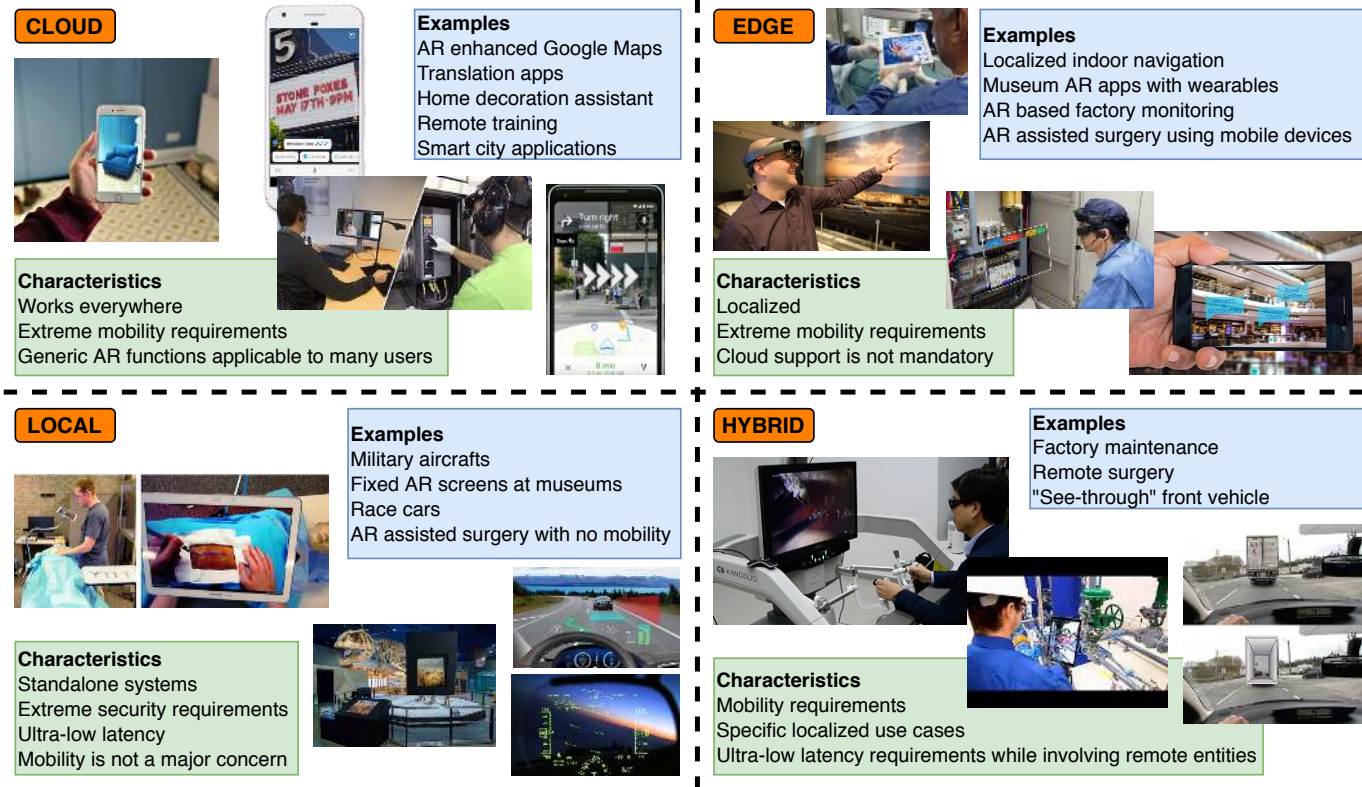 CLOUD
Examples
AR enhanced Google Maps
Translation apps
Home decoration assistant
Remote training
Smart city applications
5
STONE FOXES
MAY 17TH-9PM
Turn right
8 min
Characteristics
Works everywhere
Extreme mobility requirements
Generic AR functions applicable to many users
EDGE
Examples
Localized indoor navigation
Museum AR apps with wearables
AR based factory monitoring
AR assisted surgery using mobile devices
Characteristics
Localized
Extreme mobility requirements
Cloud support is not mandatory
LOCAL
Examples
Military aircrafts
Fixed AR screens at museums
Race cars
AR assisted surgery with no mobility
Characteristics
Standalone systems
Extreme security requirements
Ultra-low latency
Mobility is not a major concern
HYBRID
Examples
Factory maintenance
Remote surgery
"See-through" front vehicle
KANGDUO
Characteristics
Mobility requirements
Specific localized use cases
Ultra-low latency requirements while involving remote entities